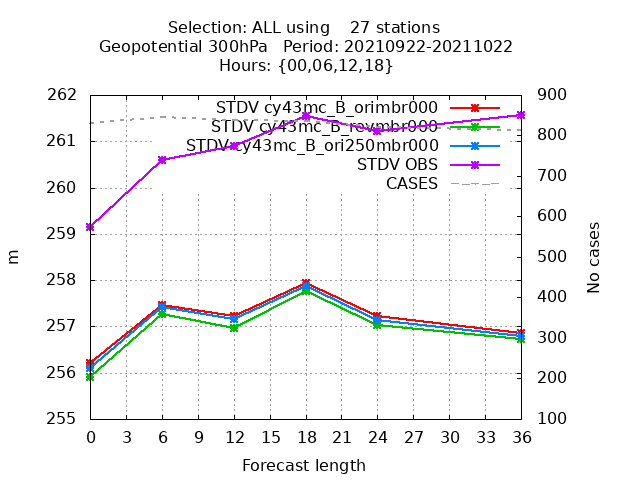 Selection: ALL using    27 stations
Geopotential 300hPa   Period: 20210922-20211022
Hours: {00,06,12,18}
262
261
260
259
258
257
256
255
900
800
700
600
500
400
300
200
100
STDV cy43mc_B_orimbr000
STDV cy43mc_B_revmbr000
STDV cy43mc_B_ori250mbr000
STDV OBS
CASES
m
No cases
0 3 6 9 12 15 18 21 24 27 30 33 36
Forecast length